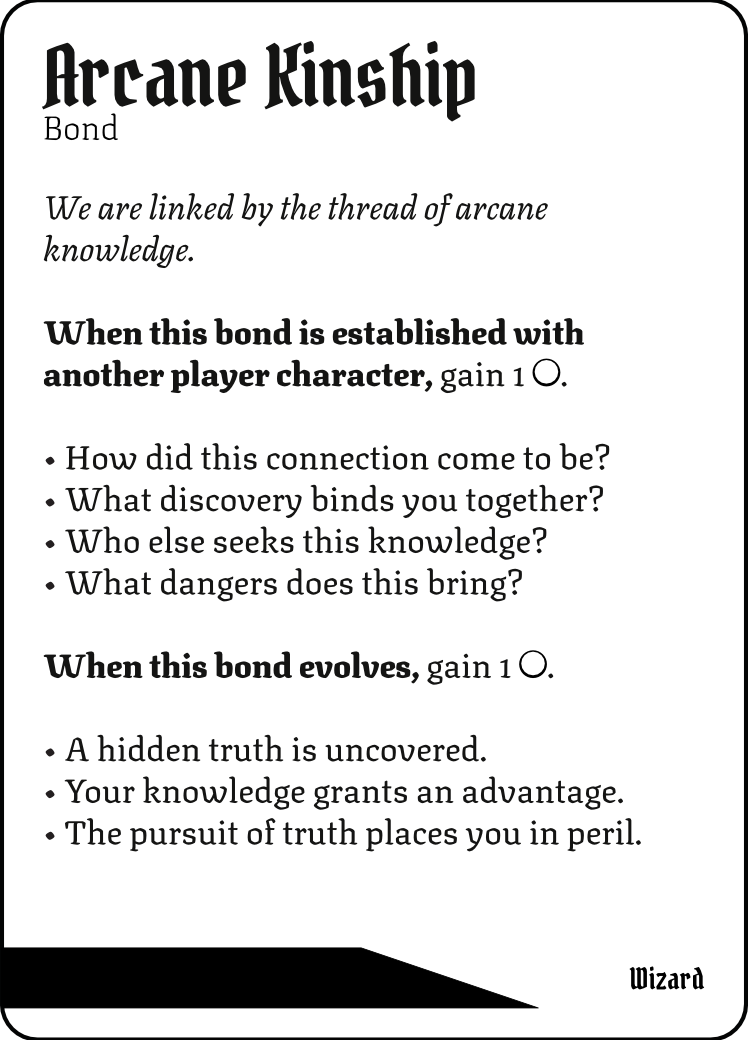 Arcane Kinship
Bond
We are linked by the thread of arcane
knowledge.
When this bond is established with
another player character, gain 1 ○.
• How did this connection come to be?
• What discovery binds you together?
• Who else seeks this knowledge?
• What dangers does this bring?
When this bond evolves, gain 1 ○.
• A hidden truth is uncovered.
• Your knowledge grants an advantage.
• The pursuit of truth places you in peril.
Wizard